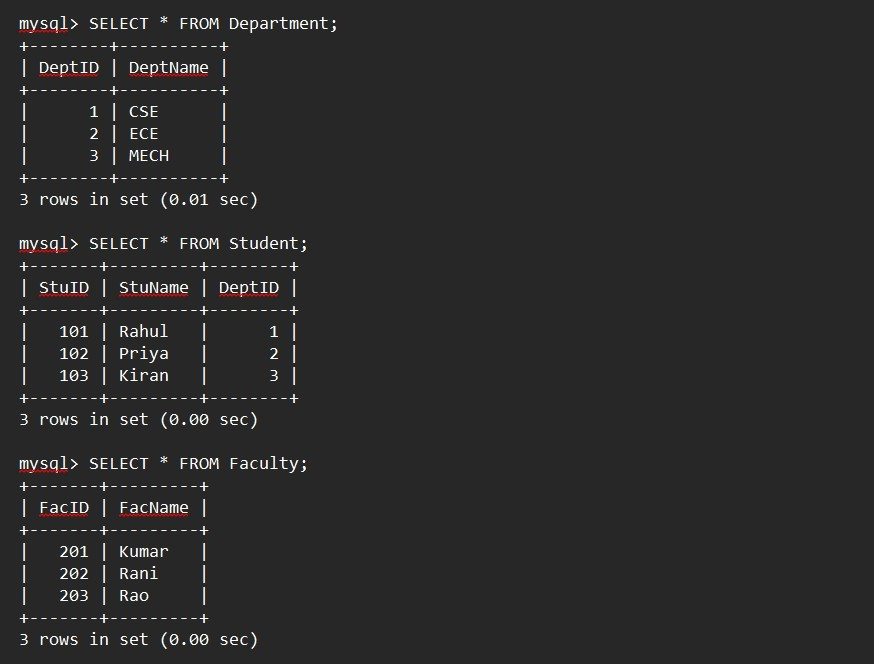 mysql> SELECT * FROM Department;
+--------+----------+
| DeptID | DeptName |
+--------+----------+
|      1 | CSE      |
|      2 | ECE      |
|      3 | MECH     |
+--------+----------+
3 rows in set (0.01 sec)

mysql> SELECT * FROM Student;
+-------+---------+--------+
| StuID | StuName | DeptID |
+-------+---------+--------+
|   101 | Rahul   |      1 |
|   102 | Priya   |      2 |
|   103 | Kiran   |      3 |
+-------+---------+--------+
3 rows in set (0.00 sec)

mysql> SELECT * FROM Faculty;
+-------+---------+
| FacID | FacName |
+-------+---------+
|   201 | Kumar   |
|   202 | Rani    |
|   203 | Rao     |
+-------+---------+
3 rows in set (0.00 sec)